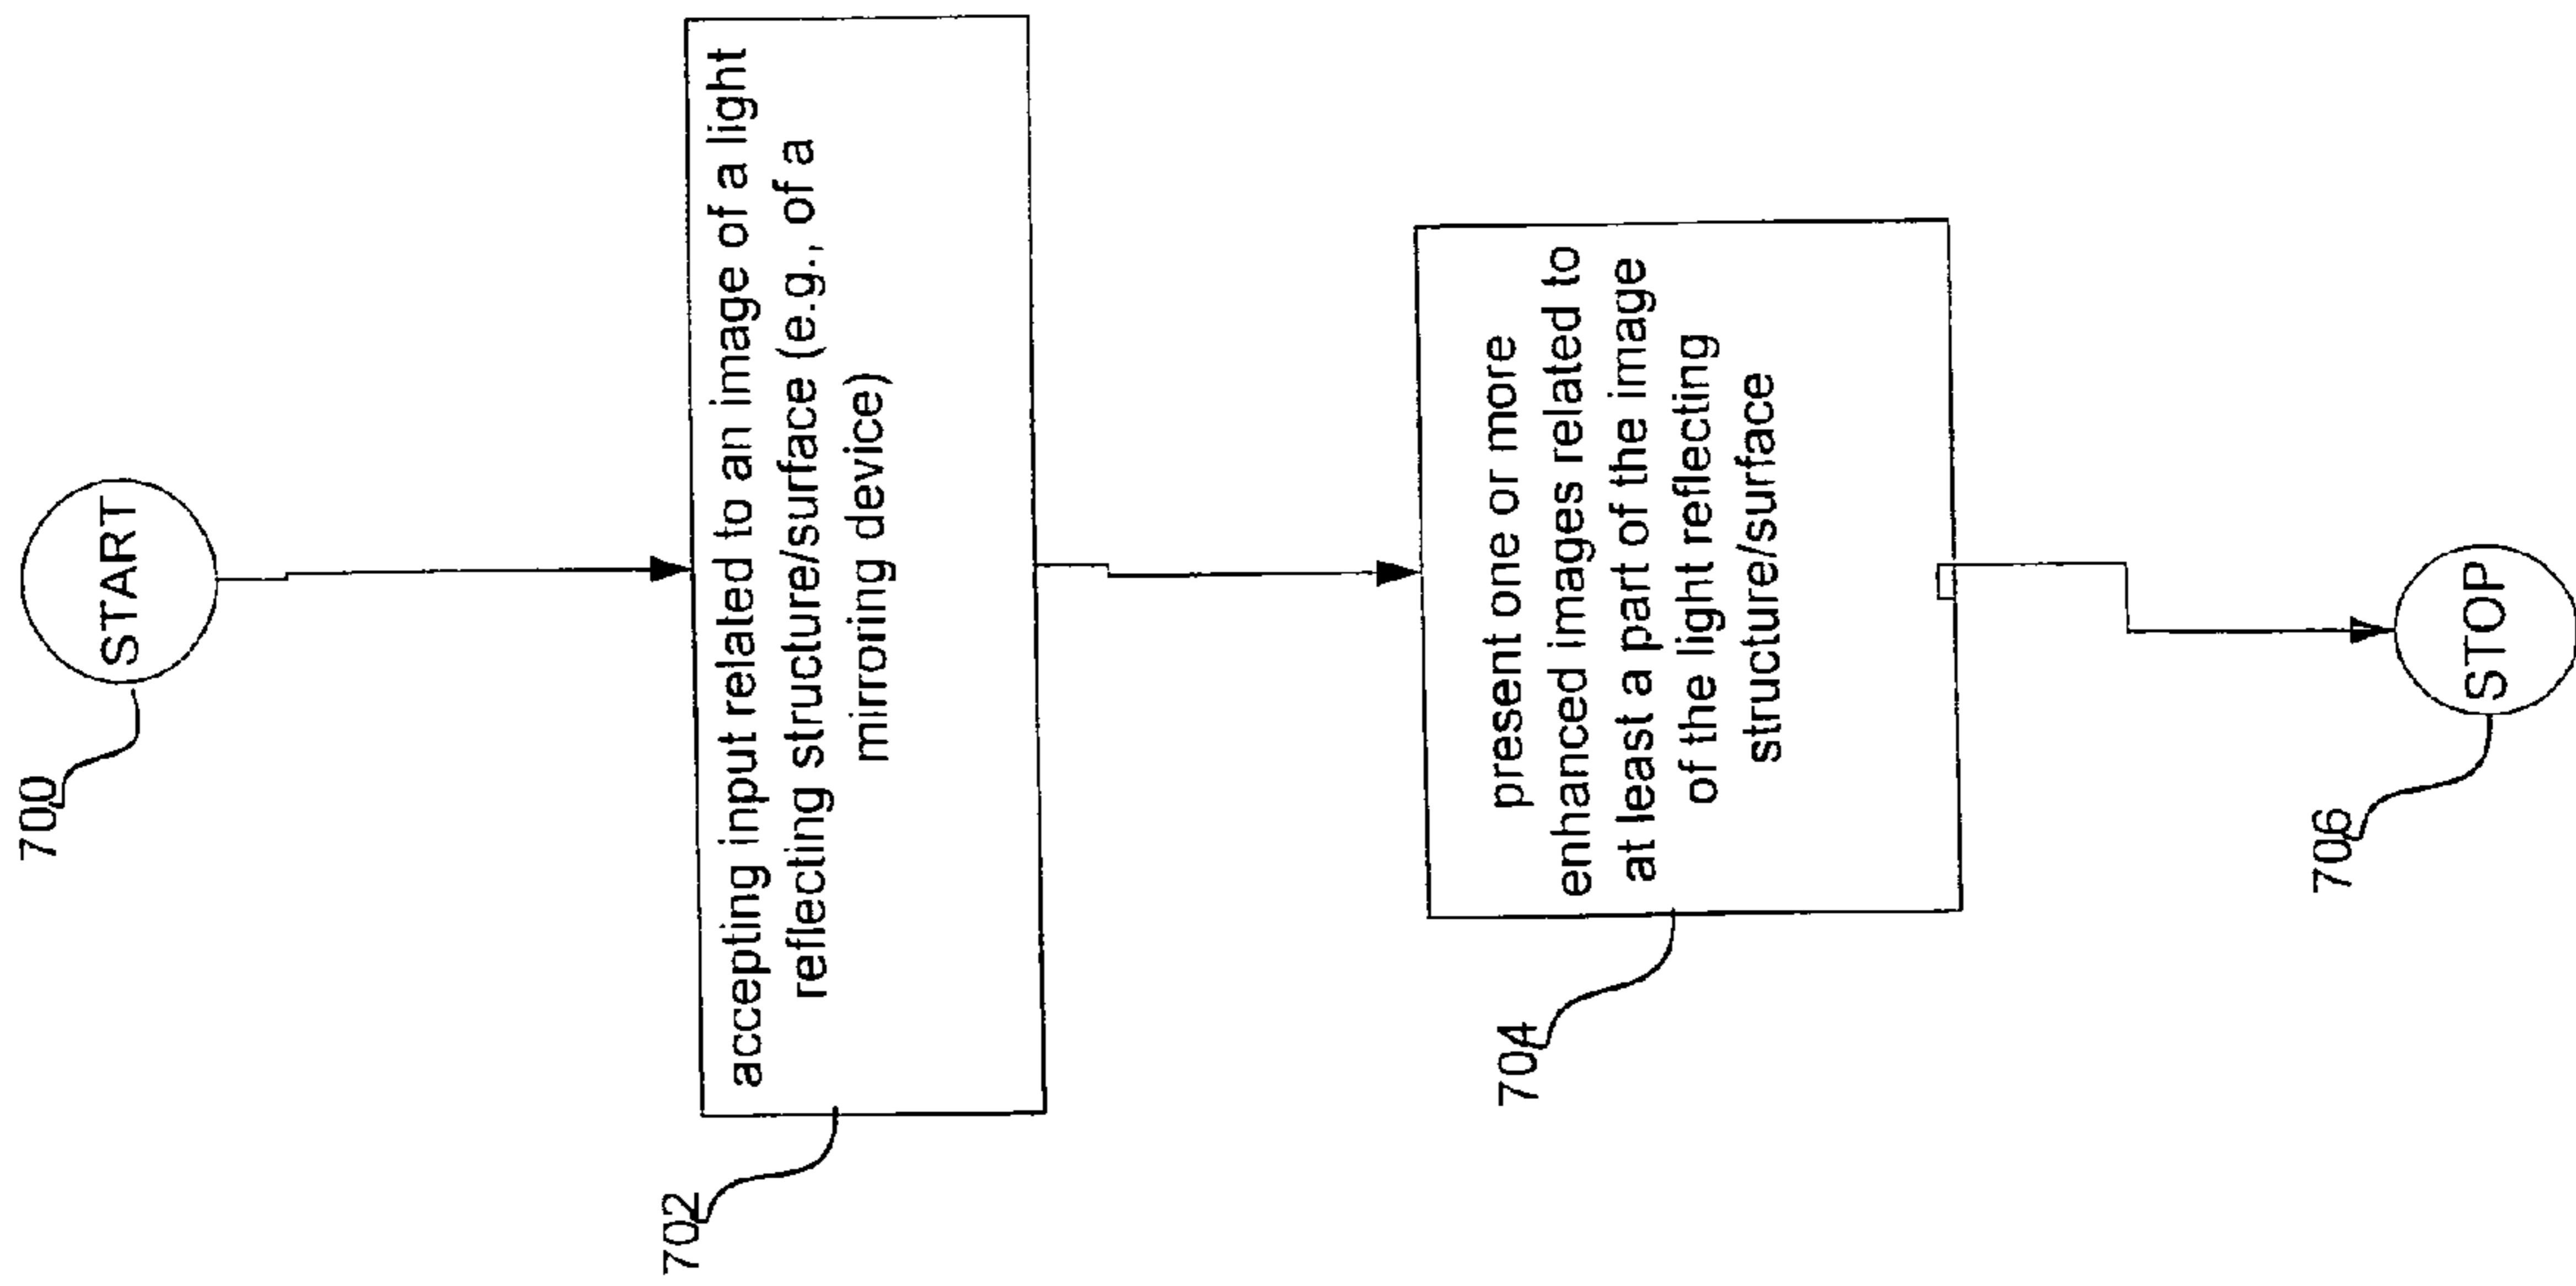 700
START
702
accepting input related to an image of a light
reflecting structure/surface (e.g., of a
mirroring device)
704
present one or more
enhanced images related to
at least a part of the image
of the light reflecting
structure/surface
706
STOP